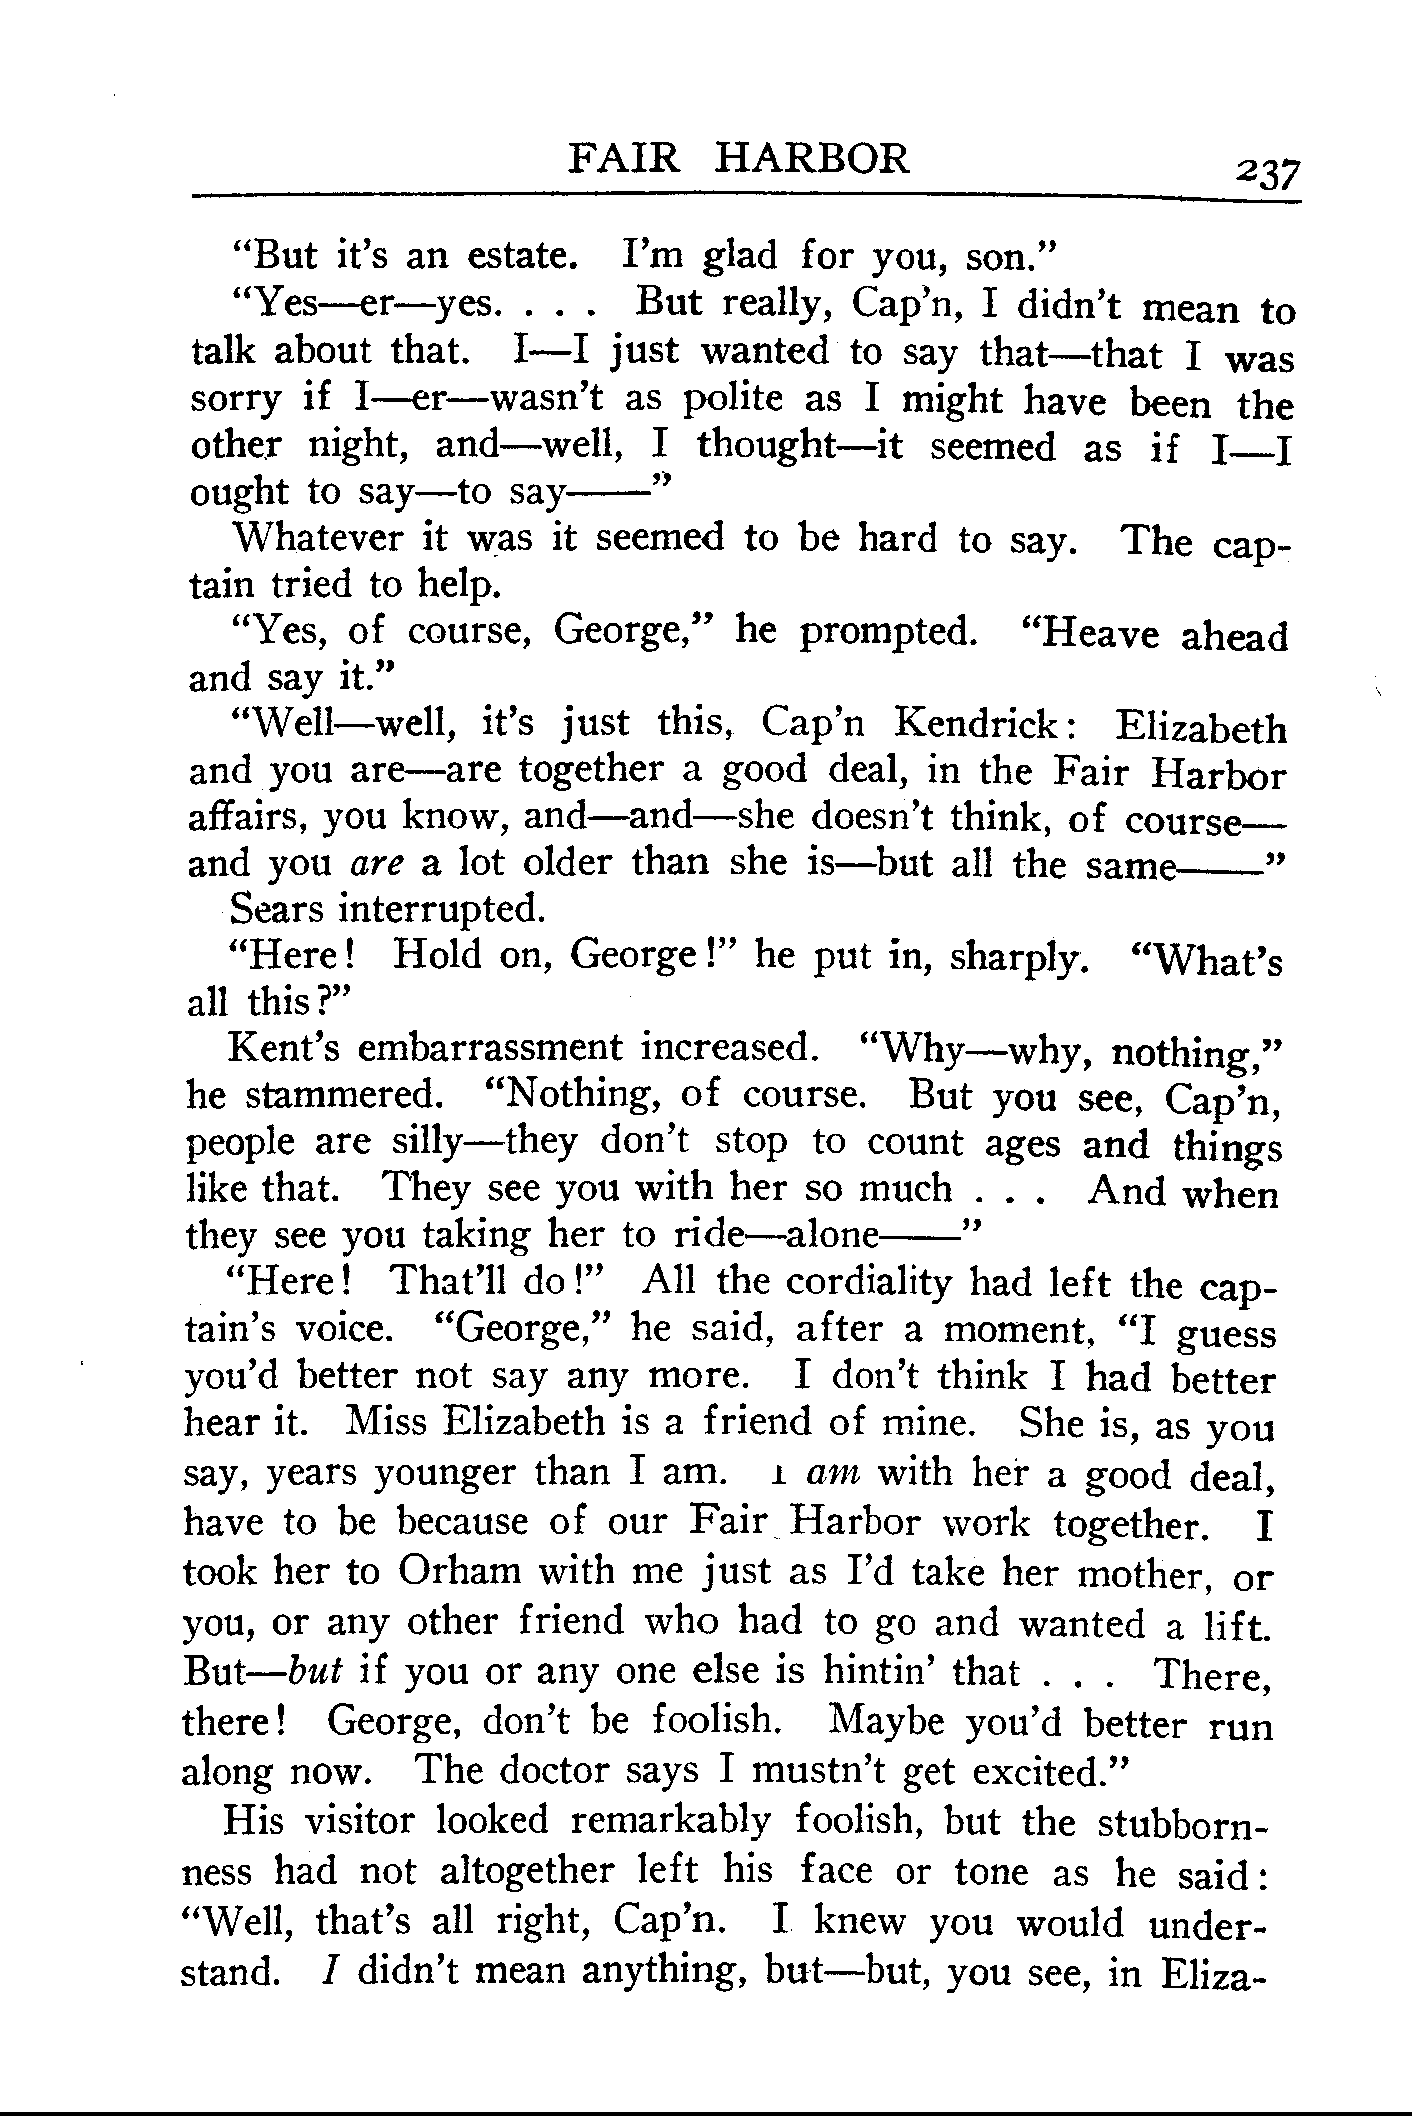 FAIR HARBOR 237
“But it’s an estate. I’m glad for you, son.”
“Yes—er—yes. . . . But really, Cap’n, I didn’t mean to
talk about that. I—I just wanted to say that—that I was
sorry if I—er—wasn’t as polite as I might have been the
other night, and—well, I thought—it seemed as if I—I
ought to say—to say——”
Whatever it was it seemed to be hard to say. The cap-
tain tried to help.
“Yes, of course, George,” he prompted. “Heave ahead
and say it.”
“Well—well, it’s just this, Cap’n Kendrick: Elizabeth
and you are—are together a good deal, in the Fair Harbor
affairs, you know, and—and—she doesn’t think, of course—
and you are a lot older than she is—but all the same——”
Sears interrupted.
“Here! Hold on, George!” he put in, sharply. “What’s
all this?”
Kent’s embarrassment increased. “Why—why, nothing,”
he stammered. “Nothing, of course. But you see, Cap’n,
people are silly—they don’t stop to count ages and things
like that. They see you with her so much . . . And when
they see you taking her to ride—alone——”
“Here! That’ll do!” All the cordiality had left the cap-
tain’s voice. “George,” he said, after a moment, “I guess
you’d better not say any more. I don’t think I had better
hear it. Miss Elizabeth is a friend of mine. She is, as you
say, years younger than I am. I am with her a good deal,
have to be because of our Fair Harbor work together. I
took her to Orham with me just as I’d take her mother, or
you, or any other friend who had to go and wanted a lift.
But—but if you or any one else is hintin’ that . . . There,
there! George, don’t be foolish. Maybe you’d better run
along now. The doctor says I mustn’t get excited.”
His visitor looked remarkably foolish, but the stubborn-
ness had not altogether left his face or tone as he said:
“Well, that’s all right, Cap’n. I knew you would under-
stand. I didn’t mean anything, but—but, you see, in Eliza-